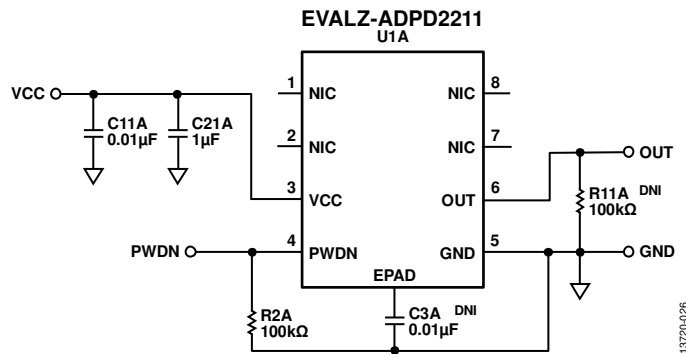 EVALZ-ADPD2211
U1A
VCC
C11A
0.01µF
C21A
1µF
1
NIC
2
NIC
3
VCC
4
PWDN
EPAD
8
NIC
7
NIC
6
OUT
5
GND
OUT
R11A DNI
100kΩ
GND
PWDN
R2A
100kΩ
C3A DNI
0.01µF
13720-026